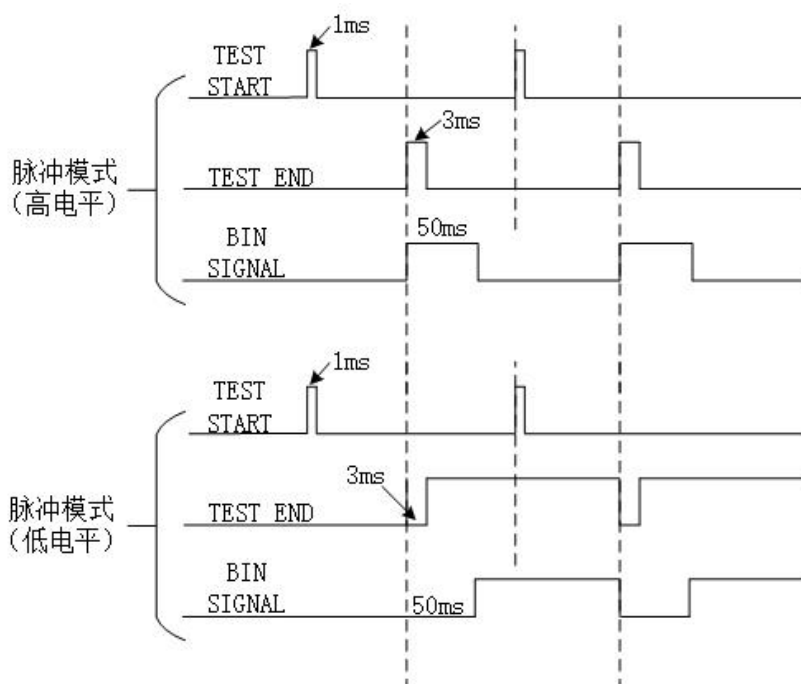 1ms
TEST
START
3ms
脉冲模式
（高电平）
TEST END
BIN
50ms
SIGNAL
1ms
TEST
START
3ms
脉冲模式
（低电平）
TEST END
BIN
SIGNAL
50ms